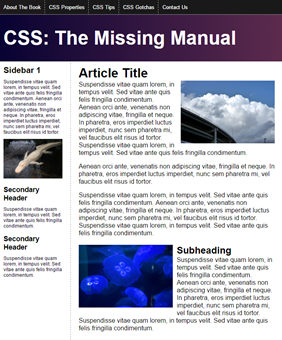 About The Book
CSS Properties
CSS Tips
CSS Gotchas
Contact Us
CSS: The Missing Manual
Sidebar 1
Suspendisse vitae quam
lorem, in tempus velit. Sed
vitae ante quis felis fringilla
condimentum. Aenean orci
ante, venenatis non
adipiscing vitae, fringilla et
neque. In pharetra, eros
imperdiet luctus imperdiet,
nunc sem pharetra mi, vel
faucibus elit nisl id tortor.
Secondary
Header
Suspendisse vitae quam
lorem, in tempus velit. Sed
vitae ante quis felis fringilla
condimentum.
Secondary
Header
Suspendisse vitae quam
lorem, in tempus velit. Sed
vitae ante quis felis fringilla
condimentum.
Article Title
Suspendisse vitae quam lorem, in
tempus velit. Sed vitae ante quis
felis fringilla condimentum.
Aenean orci ante, venenatis non
adipiscing vitae, fringilla et neque.
In pharetra, eros imperdiet luctus
imperdiet, nunc sem pharetra mi,
vel faucibus elit nisl id tortor.
Suspendisse vitae quam lorem, in
tempus velit. Sed vitae ante quis felis fringilla condimentum.
Aenean orci ante, venenatis non adipiscing vitae, fringilla et neque. In
pharetra, eros imperdiet luctus imperdiet, nunc sem pharetra mi, vel
faucibus elit nisl id tortor.
Suspendisse vitae quam lorem, in tempus velit. Sed vitae ante quis
felis fringilla condimentum. Aenean orci ante, venenatis non
adipiscing vitae, fringilla et neque. In pharetra, eros imperdiet luctus
imperdiet, nunc sem pharetra mi, vel faucibus elit nisl id tortor.
Suspendisse vitae quam lorem, in tempus velit. Sed vitae ante quis
felis fringilla condimentum.
Subheading
Suspendisse vitae quam lorem, in
tempus velit. Sed vitae ante quis
felis fringilla condimentum.
Aenean orci ante, venenatis non
adipiscing vitae, fringilla et neque.
In pharetra, eros imperdiet luctus
imperdiet, nunc sem pharetra mi,
vel faucibus elit nisl id tortor. Suspendisse vitae quam lorem, in
tempus velit. Sed vitae ante quis felis fringilla condimentum.